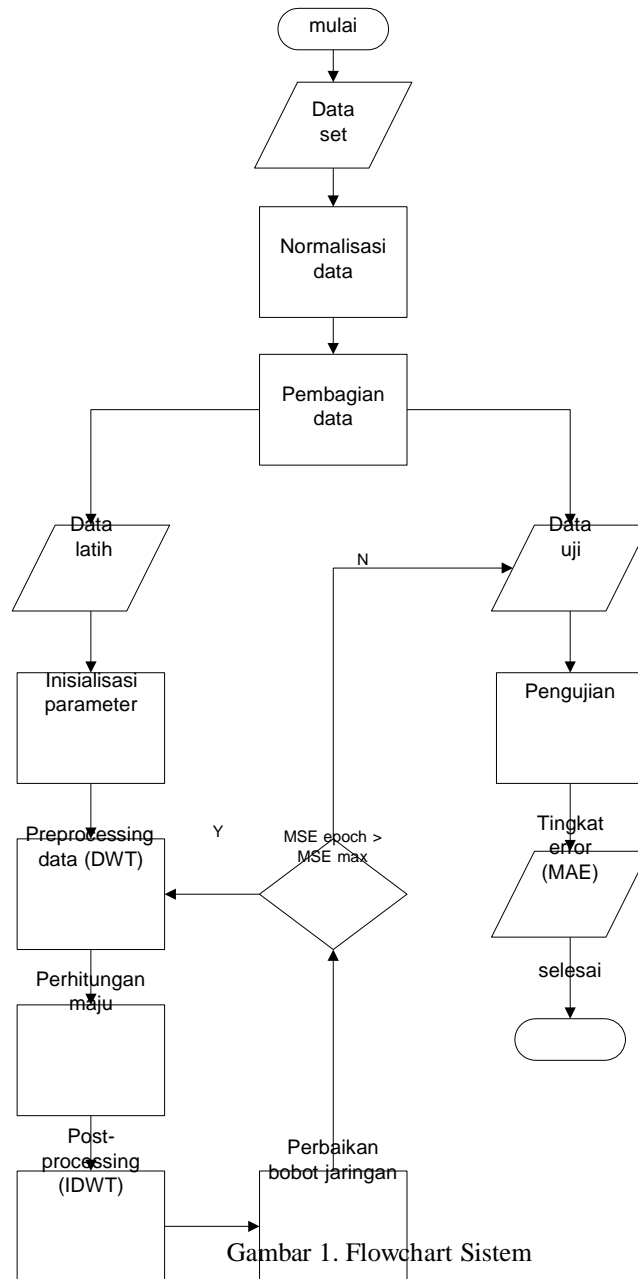 mulai
Data
set
Normalisasi
data
Pembagian
data
Data
latih
Data
uji
N
Inisialisasi
parameter
Pengujian
Preprocessing
data (DWT)
Y
MSE epoch >
MSE max
Tingkat
error
(MAE)
Perhitungan
maju
selesai
Post-
processing
(IDWT)
Perbaikan
bobot jaringan
Gambar 1. Flowchart Sistem